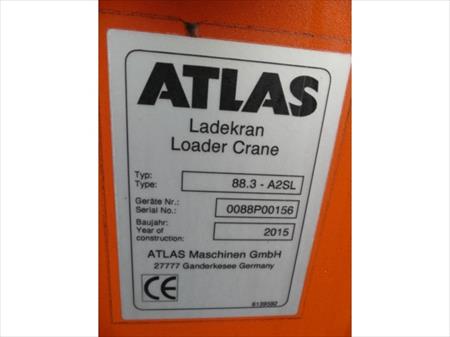 ATLAS
Ladekran
Loader Crane
Typ:
Type: 88.3 - A2SL
Geräte Nr.:
Serial No.: 0088P00156
Baujahr:
Year of
construction: 2015
ATLAS Maschinen GmbH
27777 Ganderkesee Germany
CE
6139592